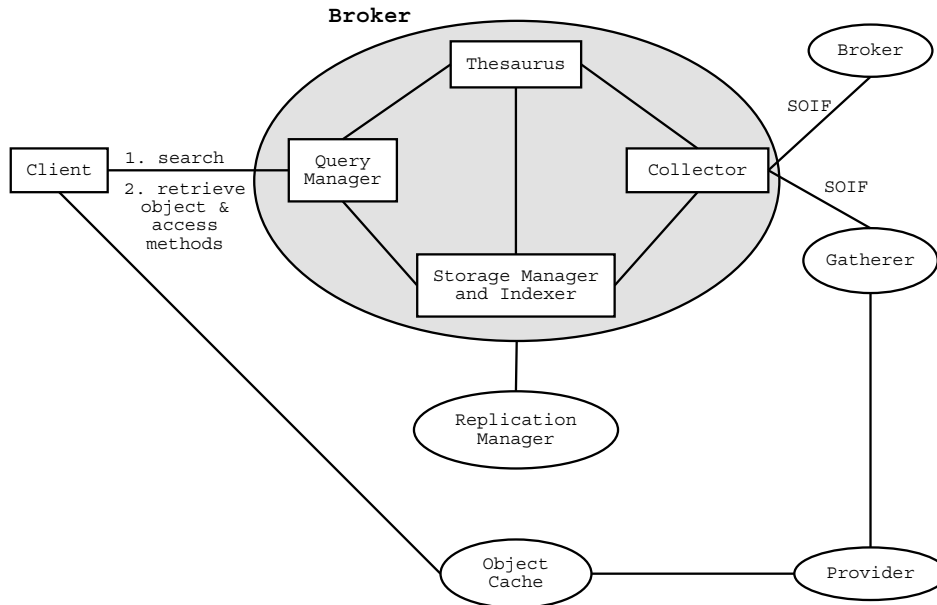 Broker
Broker
Thesaurus
SOIF
1. search
Query
Manager
Client
Collector
2. retrieve
object &
access
methods
SOIF
Gatherer
Storage Manager
and Indexer
Replication
Manager
Object
Cache
Provider